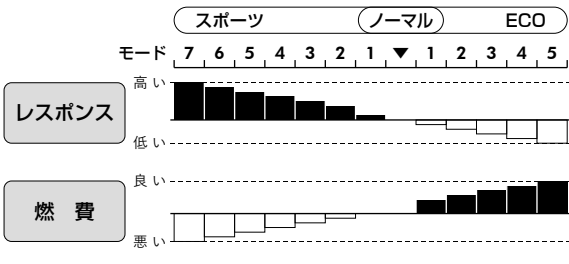 スポーツ ノーマル ECO
モード 7 6 5 4 3 2 1 ▼ 1 2 3 4 5
高い
レスポンス
低い
良い
燃 費
悪い